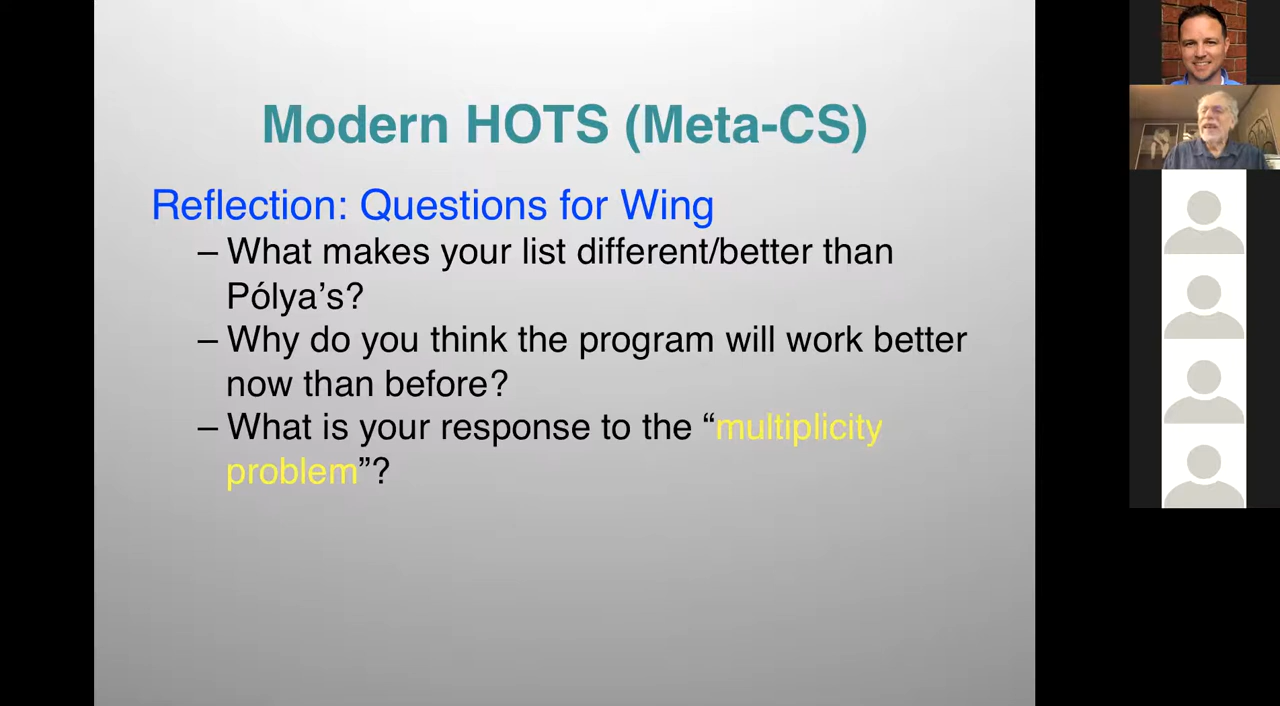 Modern HOTS (Meta-CS)
Reflection: Questions for Wing
– What makes your list different/better than
Pólya’s?
– Why do you think the program will work better
now than before?
– What is your response to the “multiplicity
problem”?